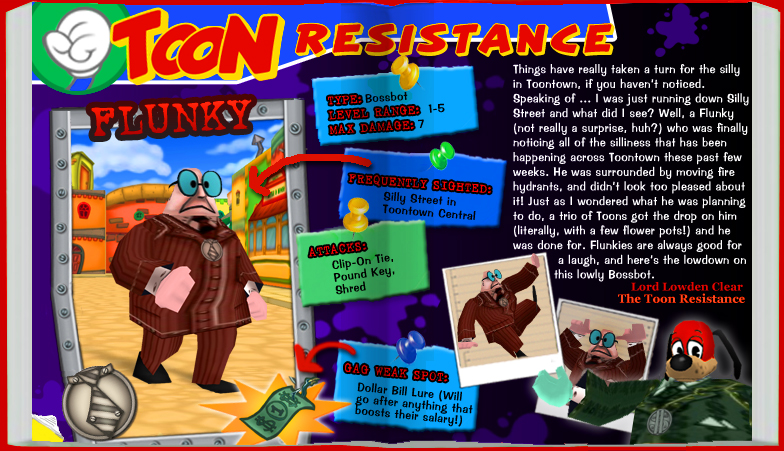 TOON RESISTANCE
FLUNKY
TYPE: Bossbot
LEVEL RANGE: 1-5
MAX DAMAGE: 7
FREQUENTLY SIGHTED:
Silly Street in
Toontown Central
ATTACKS:
Clip-On Tie,
Pound Key,
Shred
GAG WEAK SPOT:
Dollar Bill Lure (Will
go after anything that
boosts their salary!)
$1
Things have really taken a turn for the silly
in Toontown, if you haven't noticed.
Speaking of ... I was just running down Silly
Street and what did I see? Well, a Flunky
(not really a surprise, huh?) who was finally
noticing all of the silliness that has been
happening across Toontown these past few
weeks. He was surrounded by moving fire
hydrants, and didn't look too pleased about
it! Just as I wondered what he was planning
to do, a trio of Toons got the drop on him
(literally, with a few flower pots!) and he
was done for. Flunkies are always good for
a laugh, and here's the lowdown on
this lowly Bossbot.
Lord Lowden Clear
The Toon Resistance